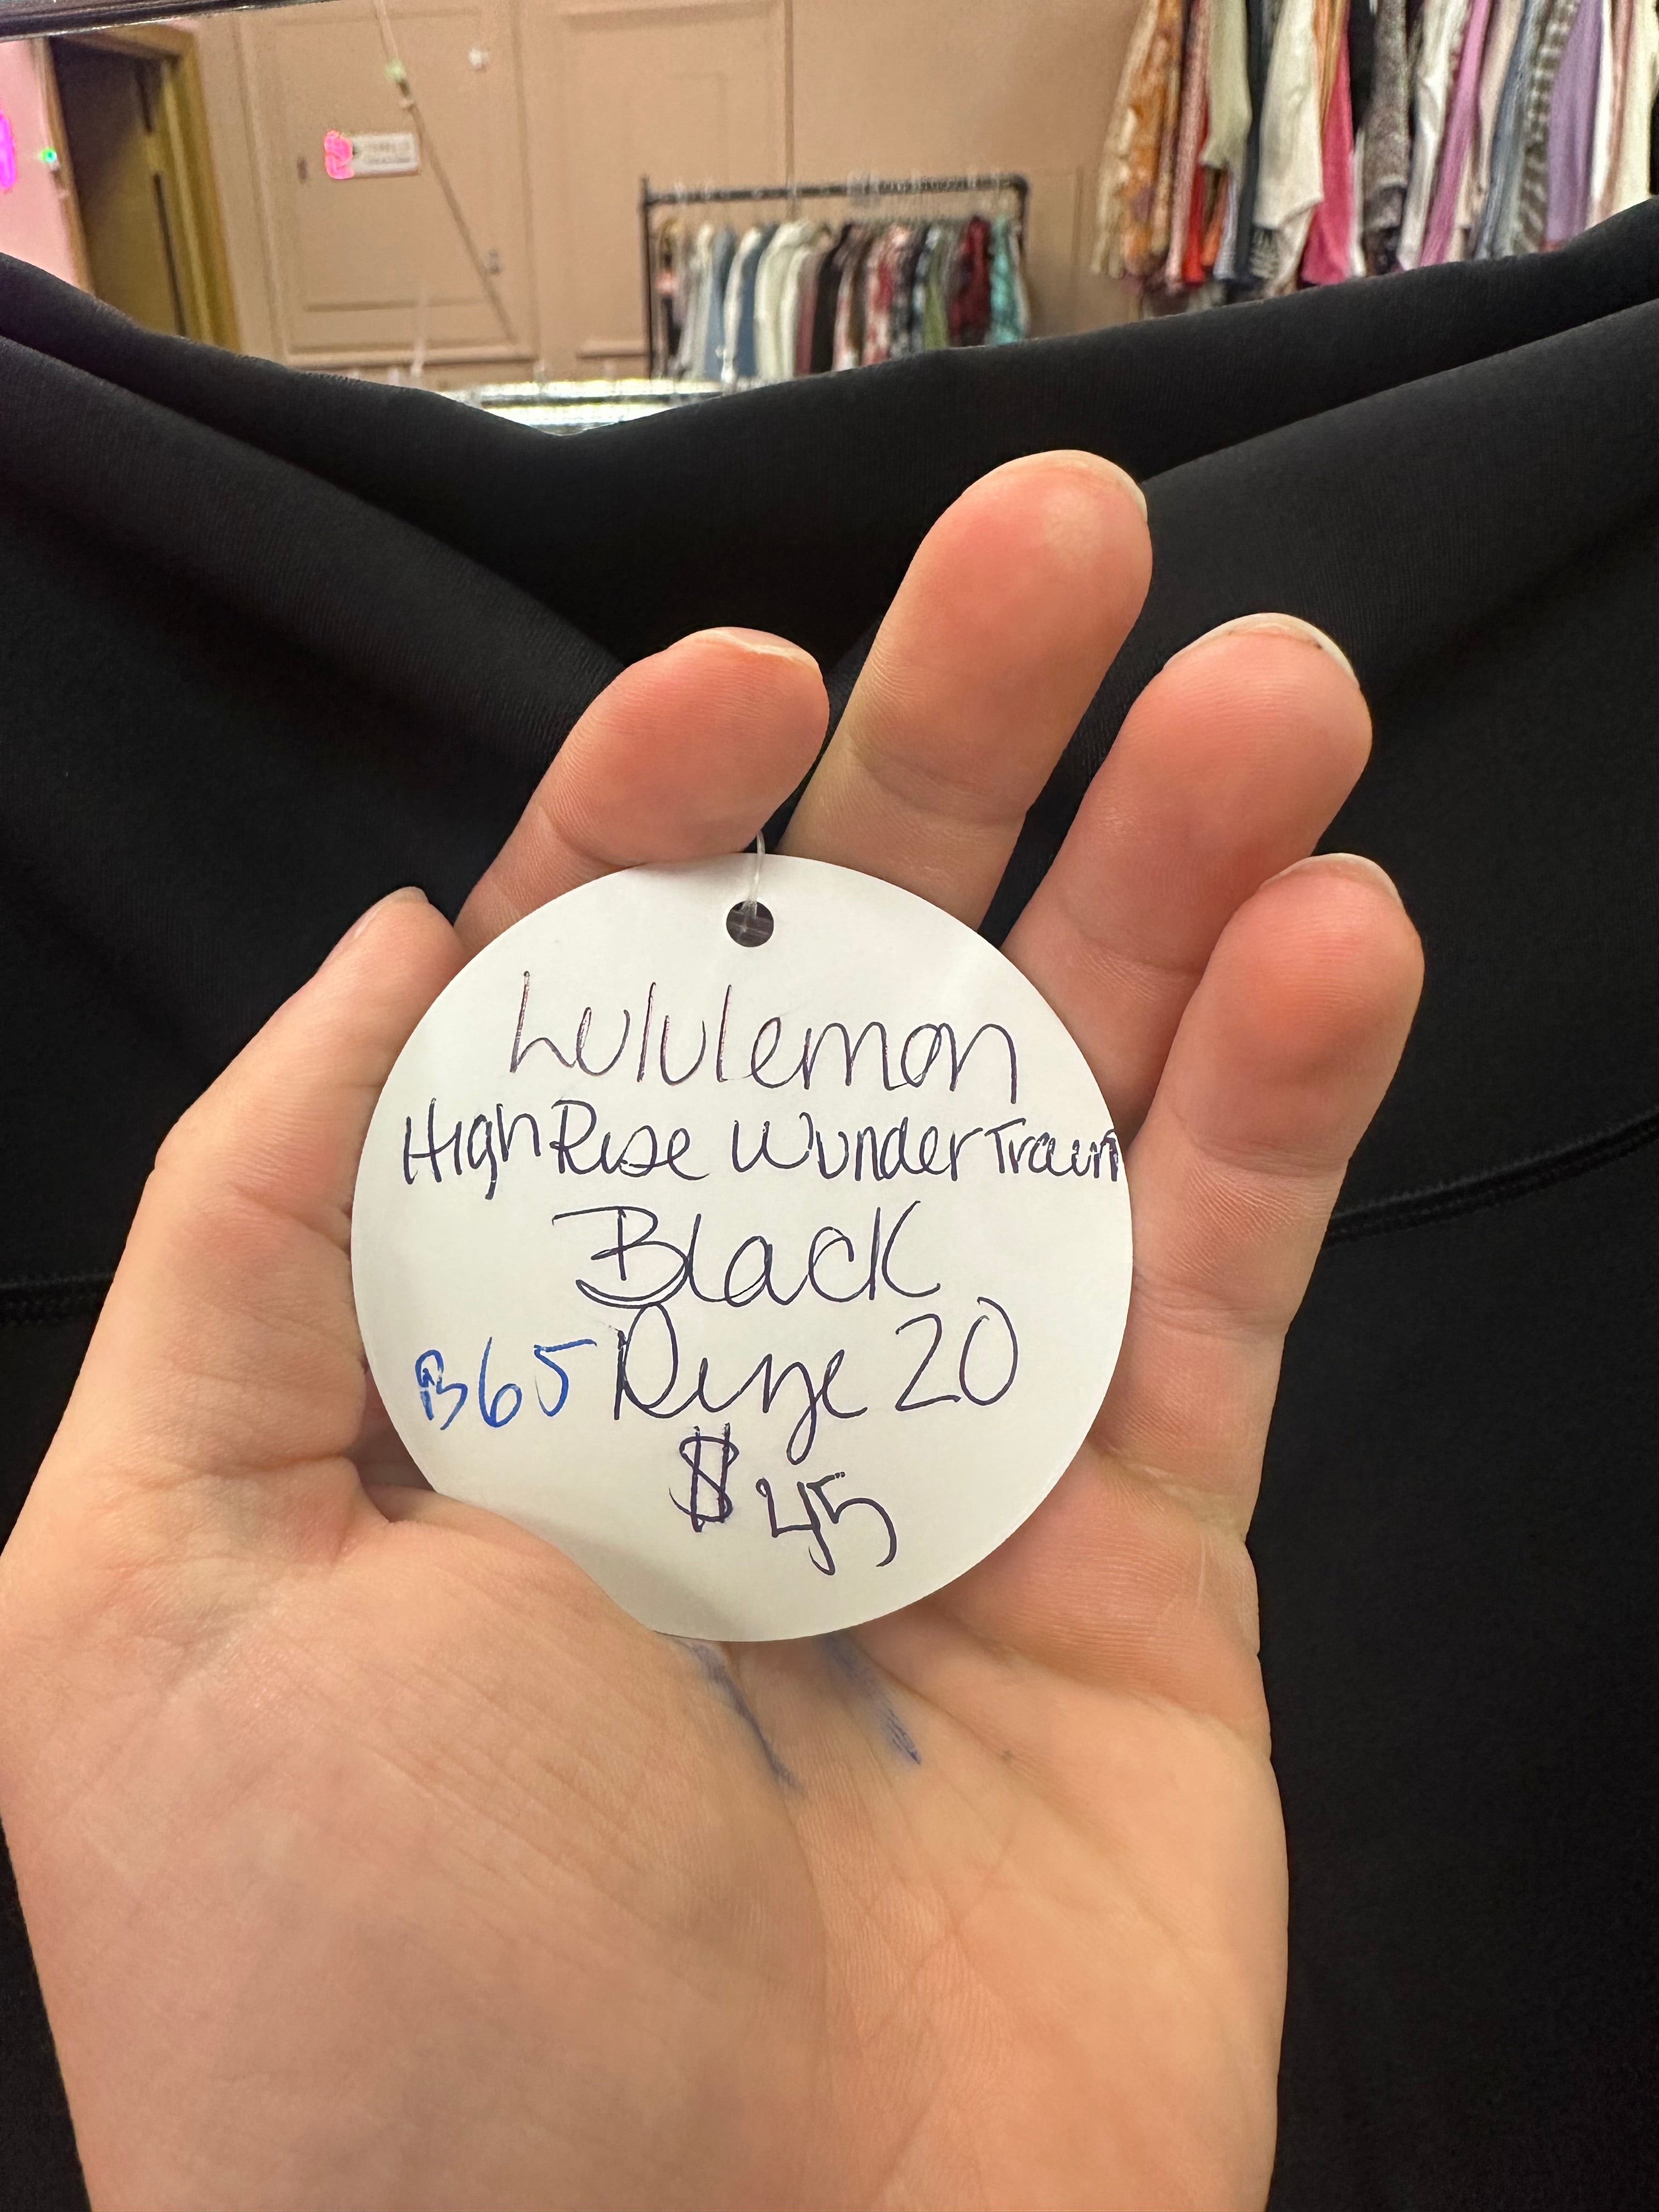 Lululemon
High Rise Wunder Train
Black
B65 Size 20
$45